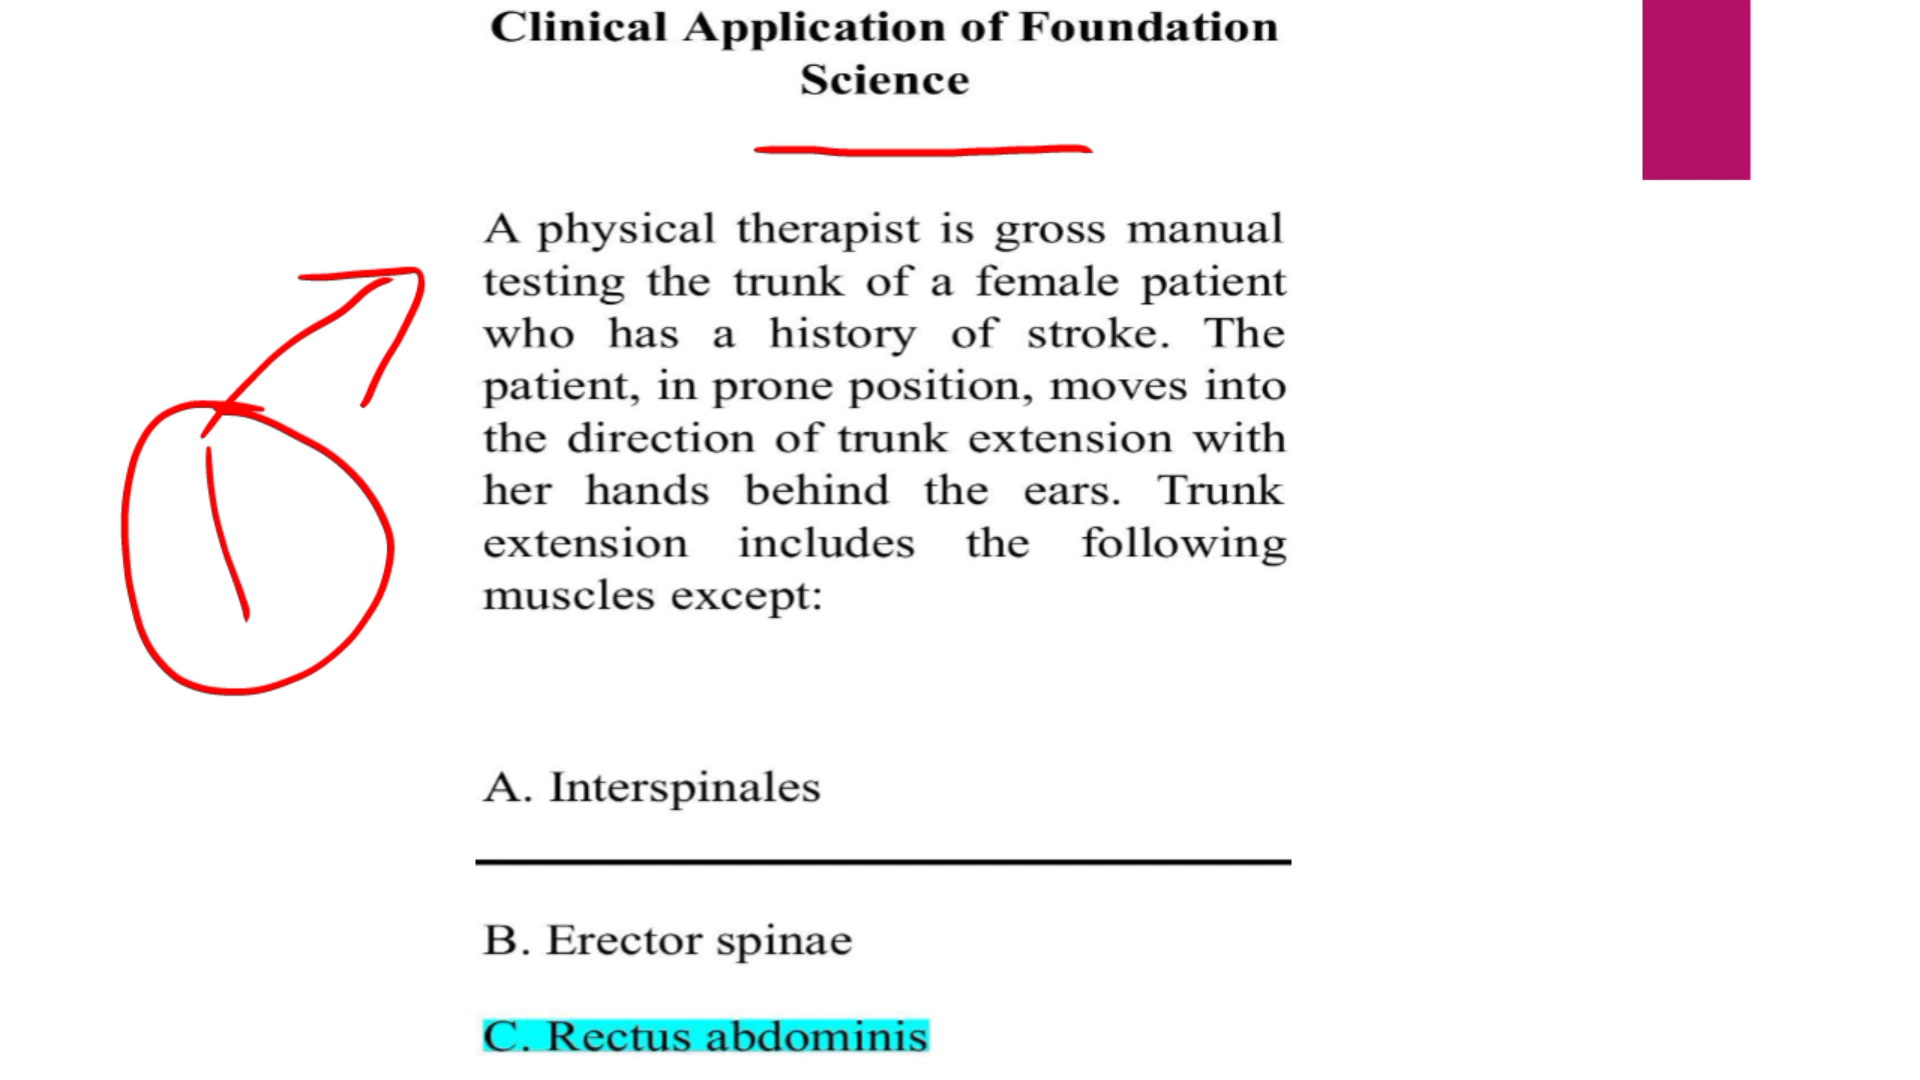 Clinical Application of Foundation
Science
A physical therapist is gross manual
testing the trunk of a female patient
who has a history of stroke. The
patient, in prone position, moves into
the direction of trunk extension with
her hands behind the ears. Trunk
extension includes the following
muscles except:
A. Interspinales
B. Erector spinae
C. Rectus abdominis